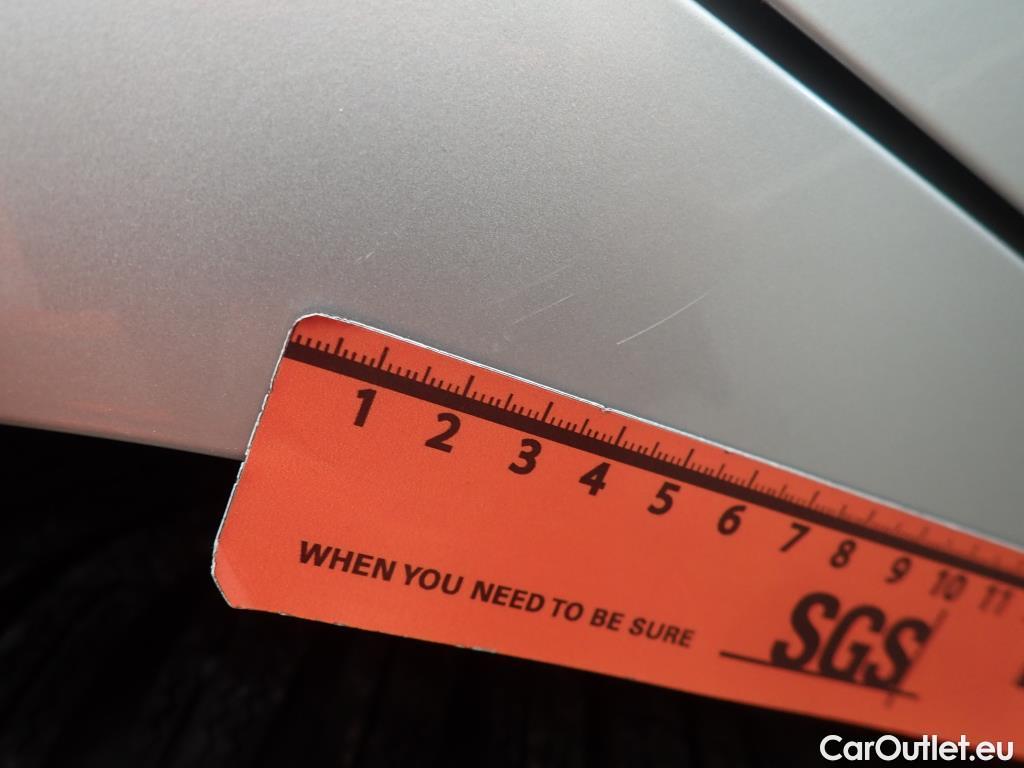 1 2 3 4 5 6 7 8 9 10 11
WHEN YOU NEED TO BE SURE
SGS
CarOutlet.eu